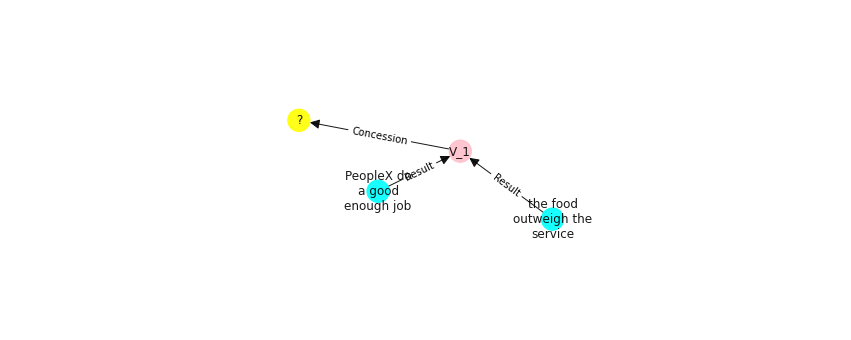 ?
Concession
V_1
Result
PeopleX do
a good
enough job
Result
the food
outweigh the
service